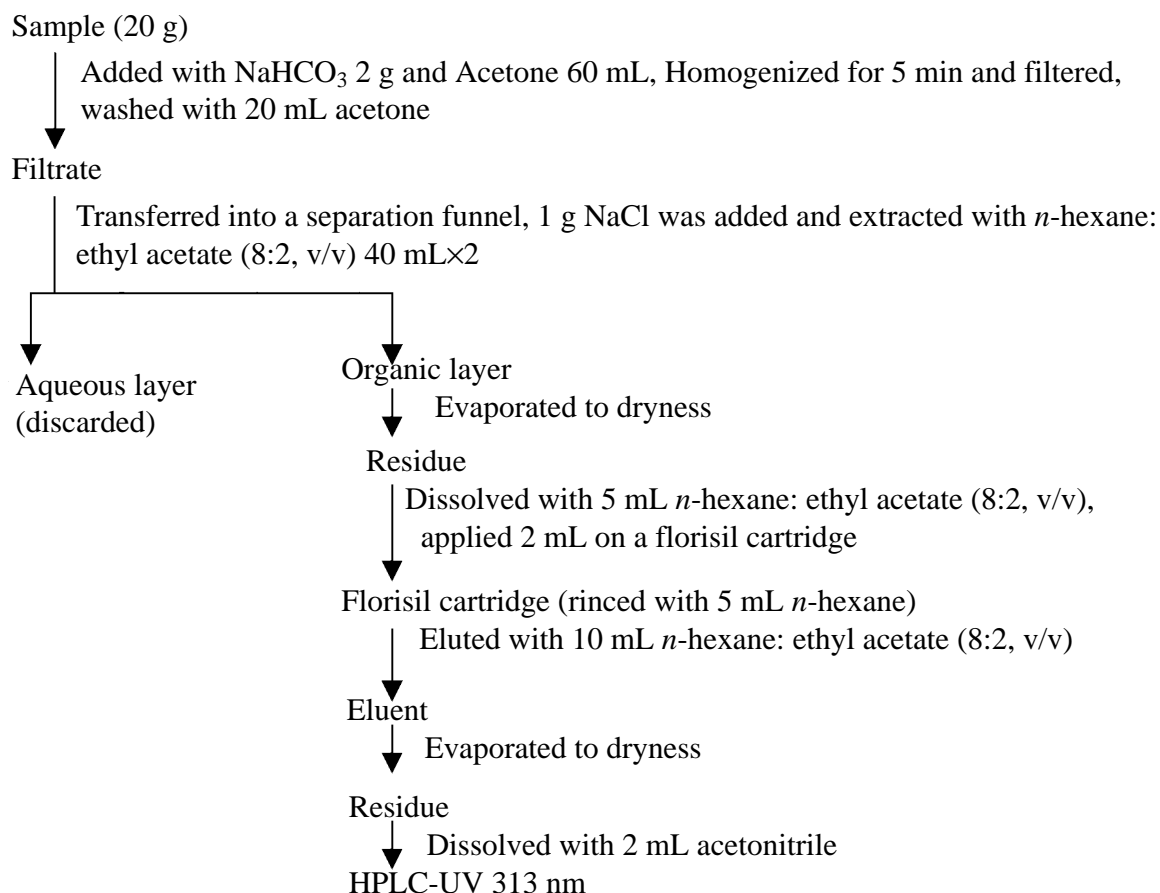 Sample (20 g)
Added with NaHCO₃ 2 g and Acetone 60 mL, Homogenized for 5 min and filtered,
washed with 20 mL acetone
Filtrate
Transferred into a separation funnel, 1 g NaCl was added and extracted with n-hexane:
ethyl acetate (8:2, v/v) 40 mL×2
Aqueous layer
(discarded)
Organic layer
Evaporated to dryness
Residue
Dissolved with 5 mL n-hexane: ethyl acetate (8:2, v/v),
applied 2 mL on a florisil cartridge
Florisil cartridge (rinced with 5 mL n-hexane)
Eluted with 10 mL n-hexane: ethyl acetate (8:2, v/v)
Eluent
Evaporated to dryness
Residue
Dissolved with 2 mL acetonitrile
HPLC-UV 313 nm